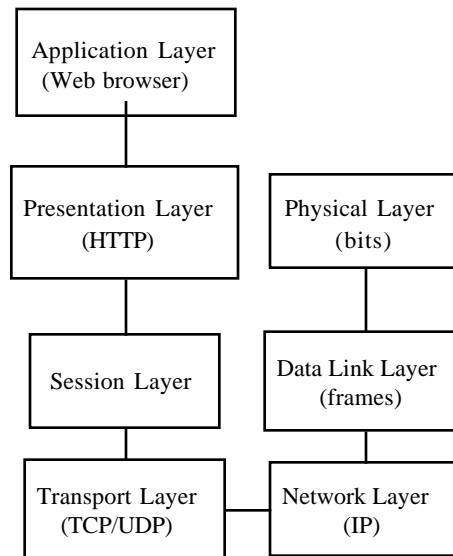 Application Layer
(Web browser)
Presentation Layer
(HTTP)
Physical Layer
(bits)
Session Layer
Data Link Layer
(frames)
Transport Layer
(TCP/UDP)
Network Layer
(IP)